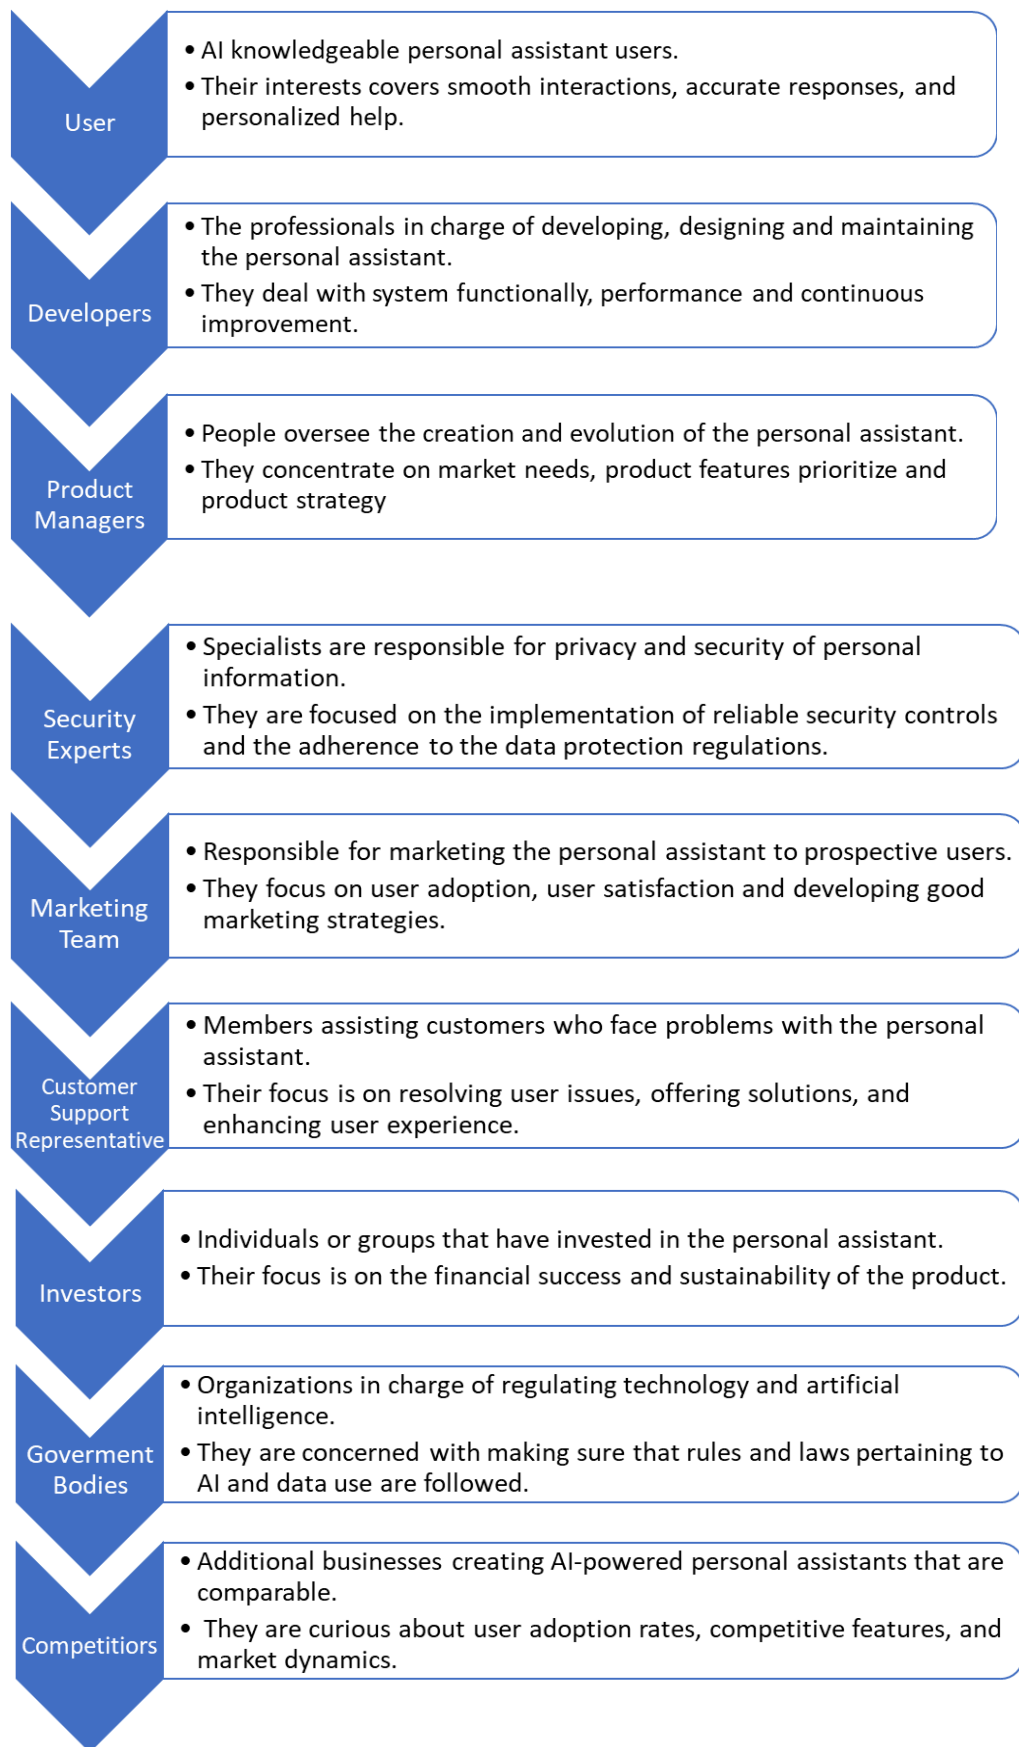 User
• AI knowledgeable personal assistant users.
• Their interests covers smooth interactions, accurate responses, and
personalized help.
Developers
• The professionals in charge of developing, designing and maintaining
the personal assistant.
• They deal with system functionally, performance and continuous
improvement.
Product
Managers
• People oversee the creation and evolution of the personal assistant.
• They concentrate on market needs, product features prioritize and
product strategy
Security
Experts
• Specialists are responsible for privacy and security of personal
information.
• They are focused on the implementation of reliable security controls
and the adherence to the data protection regulations.
Marketing
Team
• Responsible for marketing the personal assistant to prospective users.
• They focus on user adoption, user satisfaction and developing good
marketing strategies.
Customer
Support
Representative
• Members assisting customers who face problems with the personal
assistant.
• Their focus is on resolving user issues, offering solutions, and
enhancing user experience.
Investors
• Individuals or groups that have invested in the personal assistant.
• Their focus is on the financial success and sustainability of the product.
Goverment
Bodies
• Organizations in charge of regulating technology and artificial
intelligence.
• They are concerned with making sure that rules and laws pertaining to
AI and data use are followed.
Competitiors
• Additional businesses creating AI-powered personal assistants that are
comparable.
• They are curious about user adoption rates, competitive features, and
market dynamics.